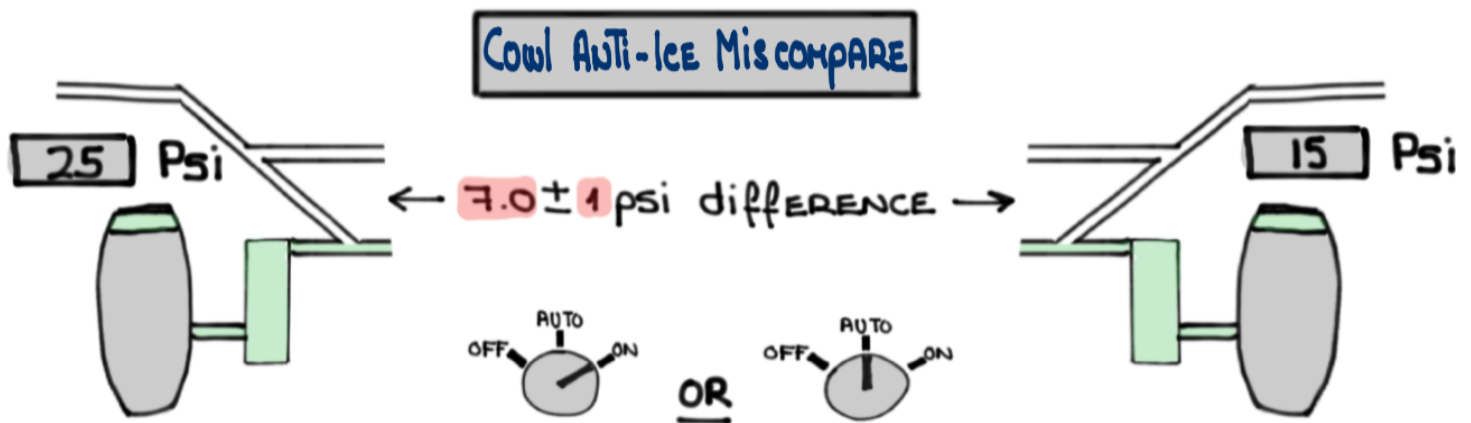 Cowl ANTi-ICE MISCOMPARE
25 Psi
15 Psi
7.0 ± 1 psi diffERENCE
AUTO
OFF
ON
OR
AUTO
OFF
ON